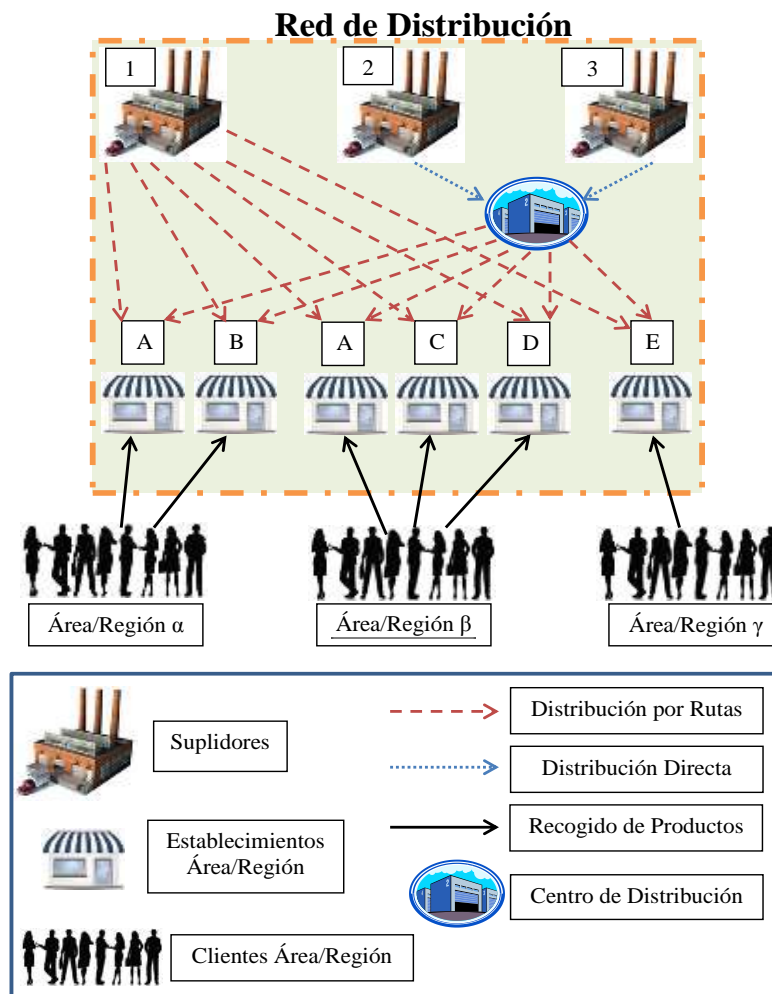 Red de Distribución
1
2
3
A
B
A
C
D
E
Área/Región α
Área/Región β
Área/Región γ
Suplidores
Distribución por Rutas
Distribución Directa
Establecimientos
Área/Región
Recogido de Productos
Centro de Distribución
Clientes Área/Región